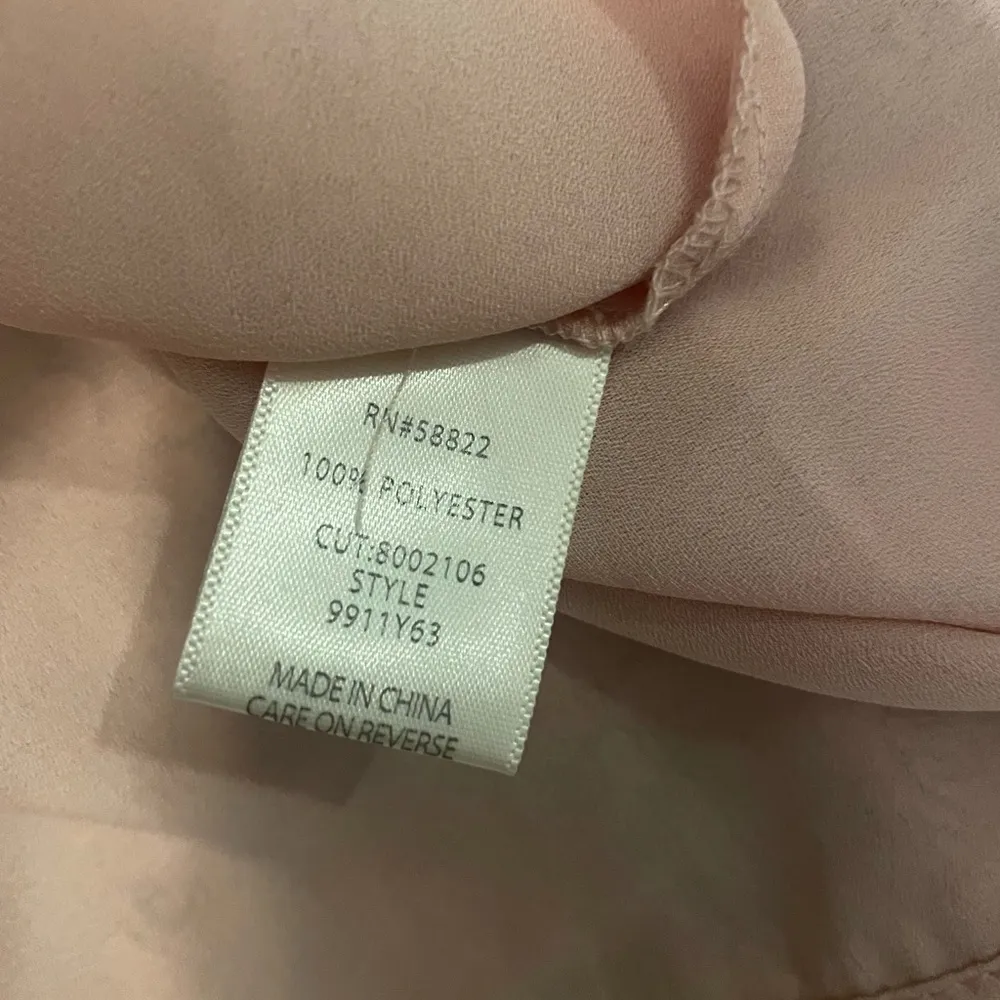 RN#58822
100% POLYESTER
CUT:8002106
STYLE
9911Y63
MADE IN CHINA
CARE ON REVERSE